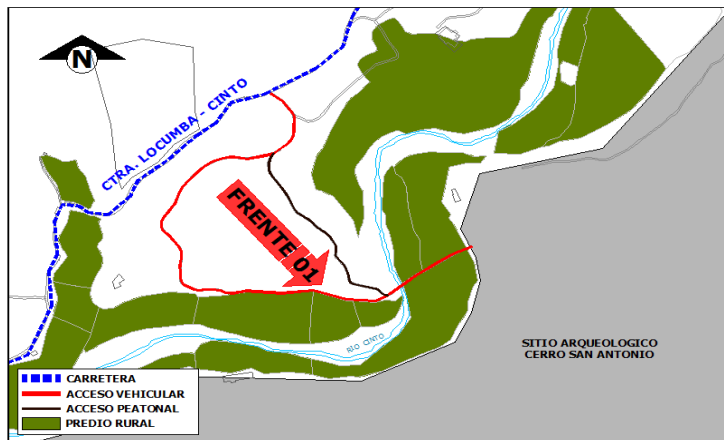 N
CTRA. LOCUMBA - CINTO
FRENTE 01
RIO CINTO
SITIO ARQUEOLOGICO
CERRO SAN ANTONIO
CARRETERA
ACCESO VEHICULAR
ACCESO PEATONAL
PREDIO RURAL